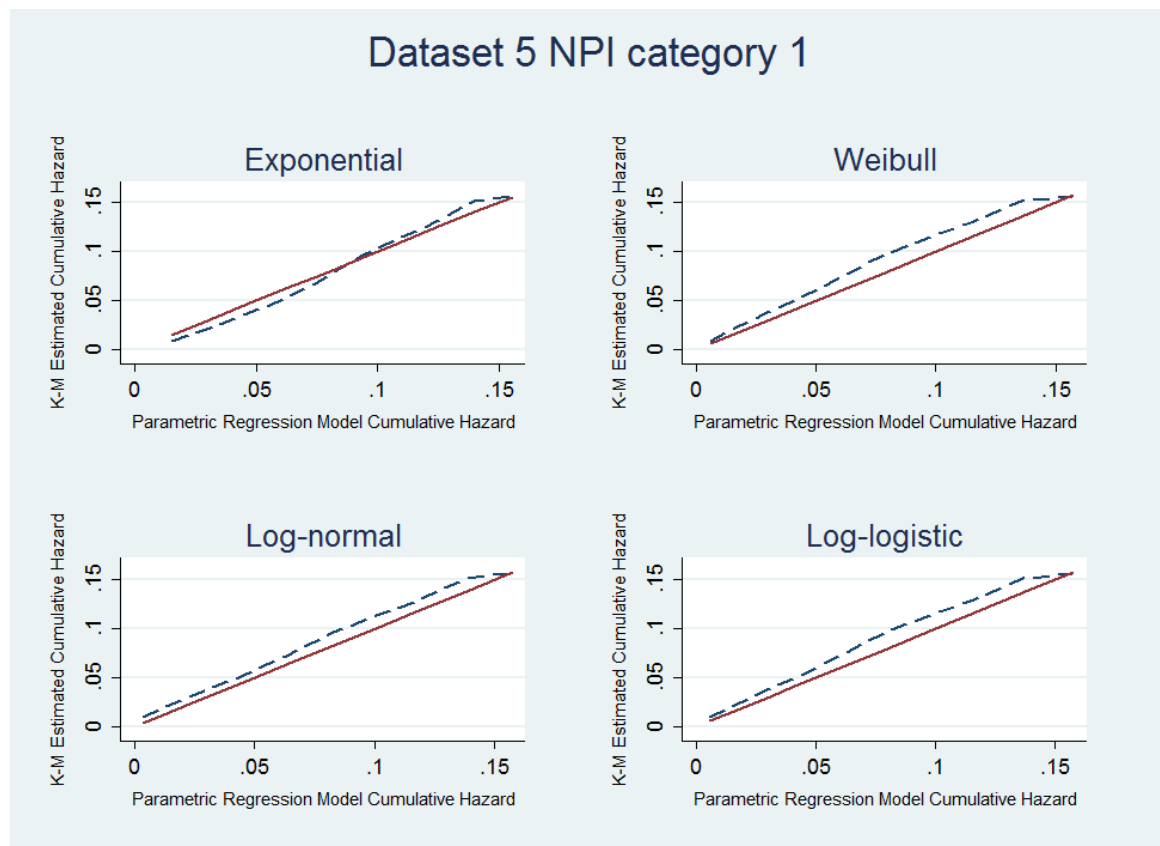 Dataset 5 NPI category 1
Exponential
K-M Estimated Cumulative Hazard
.15
.1
.05
0
0 .05 .1 .15
Parametric Regression Model Cumulative Hazard
Weibull
K-M Estimated Cumulative Hazard
.15
.1
.05
0
0 .05 .1 .15
Parametric Regression Model Cumulative Hazard
Log-normal
K-M Estimated Cumulative Hazard
.15
.1
.05
0
0 .05 .1 .15
Parametric Regression Model Cumulative Hazard
Log-logistic
K-M Estimated Cumulative Hazard
.15
.1
.05
0
0 .05 .1 .15
Parametric Regression Model Cumulative Hazard